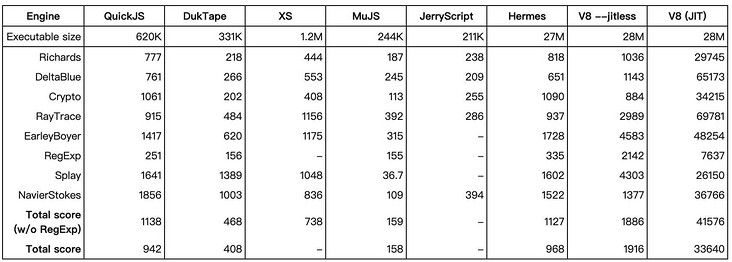 Engine QuickJS DukTape XS MuJS JerryScript Hermes V8 --jitless V8 (JIT)
Executable size 620K 331K 1.2M 244K 211K 27M 28M 28M
Richards 777 218 444 187 238 818 1036 29745
DeltaBlue 761 266 553 245 209 651 1143 65173
Crypto 1061 202 408 113 255 1090 884 34215
RayTrace 915 484 1156 392 286 937 2989 69781
EarleyBoyer 1417 620 1175 315 – 1728 4583 48254
RegExp 251 156 – 155 – 335 2142 7637
Splay 1641 1389 1048 36.7 – 1602 4303 26150
NavierStokes 1856 1003 836 109 394 1522 1377 36766
Total score
(w/o RegExp) 1138 468 738 159 – 1127 1886 41576
Total score 942 408 – 158 – 968 1916 33640